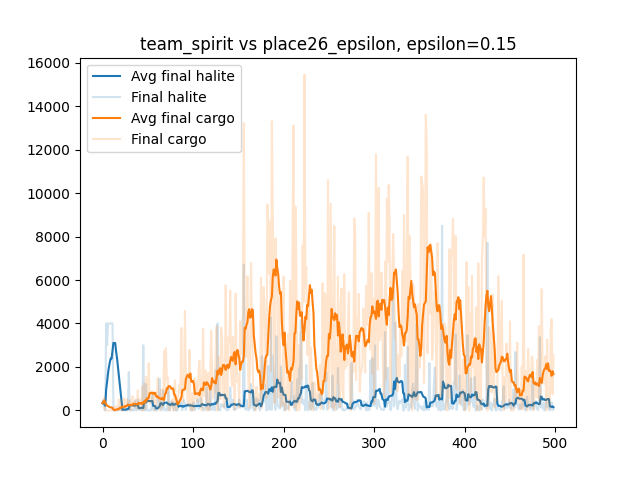 team_spirit vs place26_epsilon, epsilon=0.15
16000
14000
12000
10000
8000
6000
4000
2000
0
Avg final halite
Final halite
Avg final cargo
Final cargo
0 100 200 300 400 500